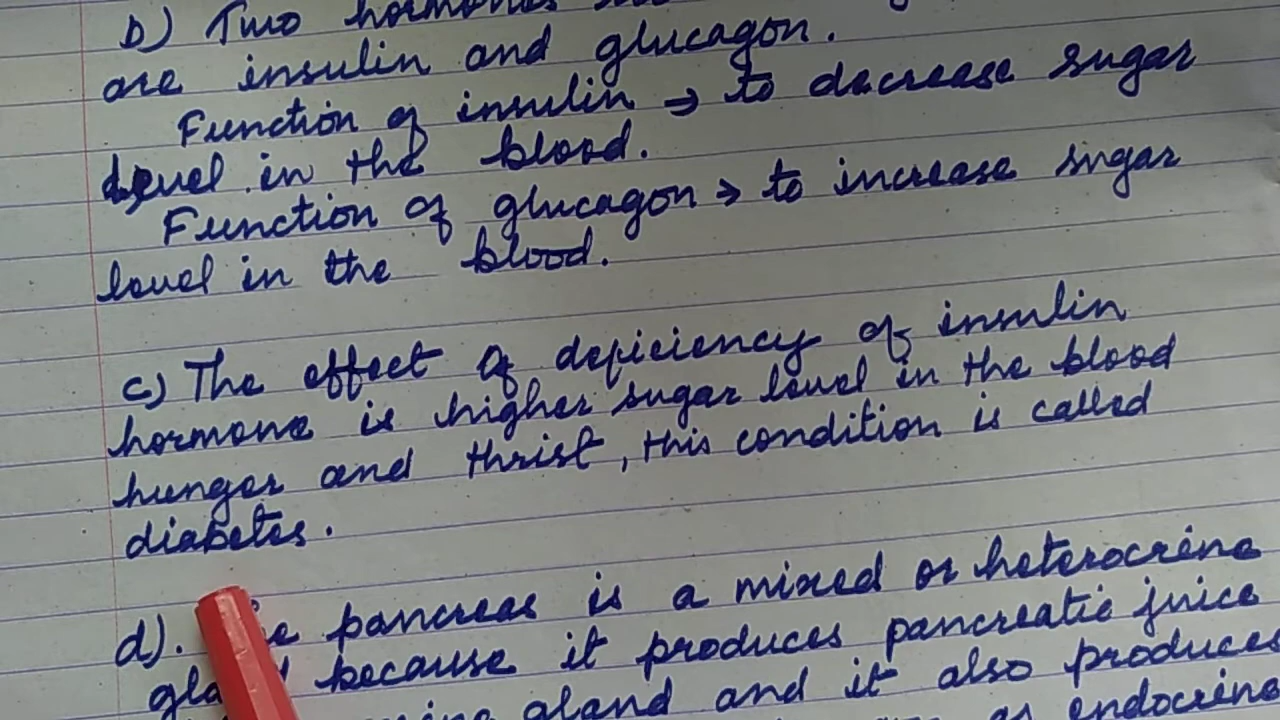 b) Two hormones
are insulin and glucagon.
Function of insulin → to decrease sugar
level in the blood.
Function of glucagon → to increase sugar
level in the blood.
c) The effect of deficiency of insulin
hormone is higher sugar level in the blood
hunger and thrist, this condition is called
diabetes.
d). pancreas is a mixed or heterocrine
because it produces pancreatic juice
gland and it also produces
as endocrine